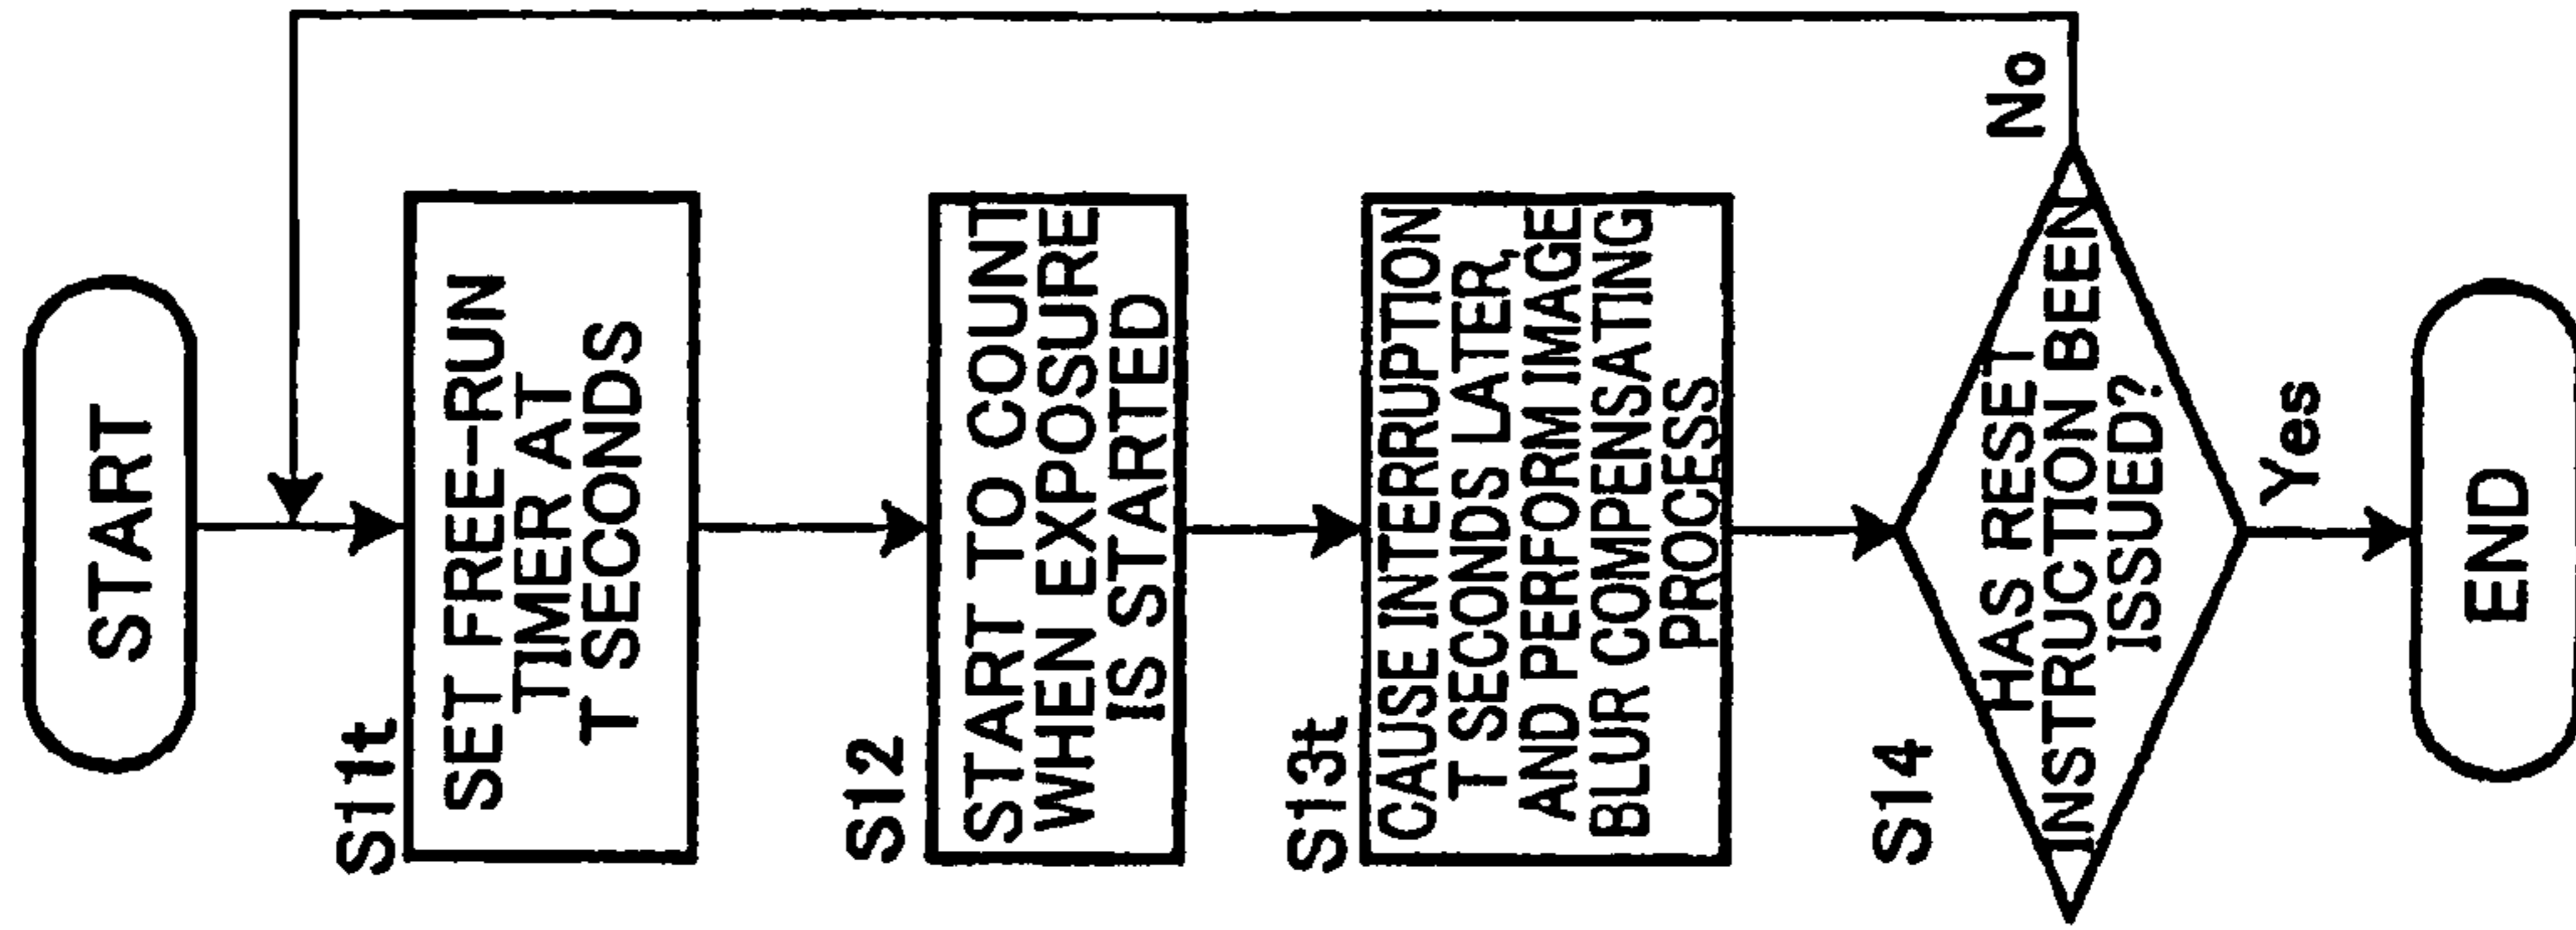 START
S11t
SET FREE-RUN
TIMER AT
T SECONDS
S12
START TO COUNT
WHEN EXPOSURE
IS STARTED
S13t
CAUSE INTERRUPTION
T SECONDS LATER,
AND PERFORM IMAGE
BLUR COMPENSATING
PROCESS
S14
HAS RESET
INSTRUCTION BEEN
ISSUED?
No
Yes
END